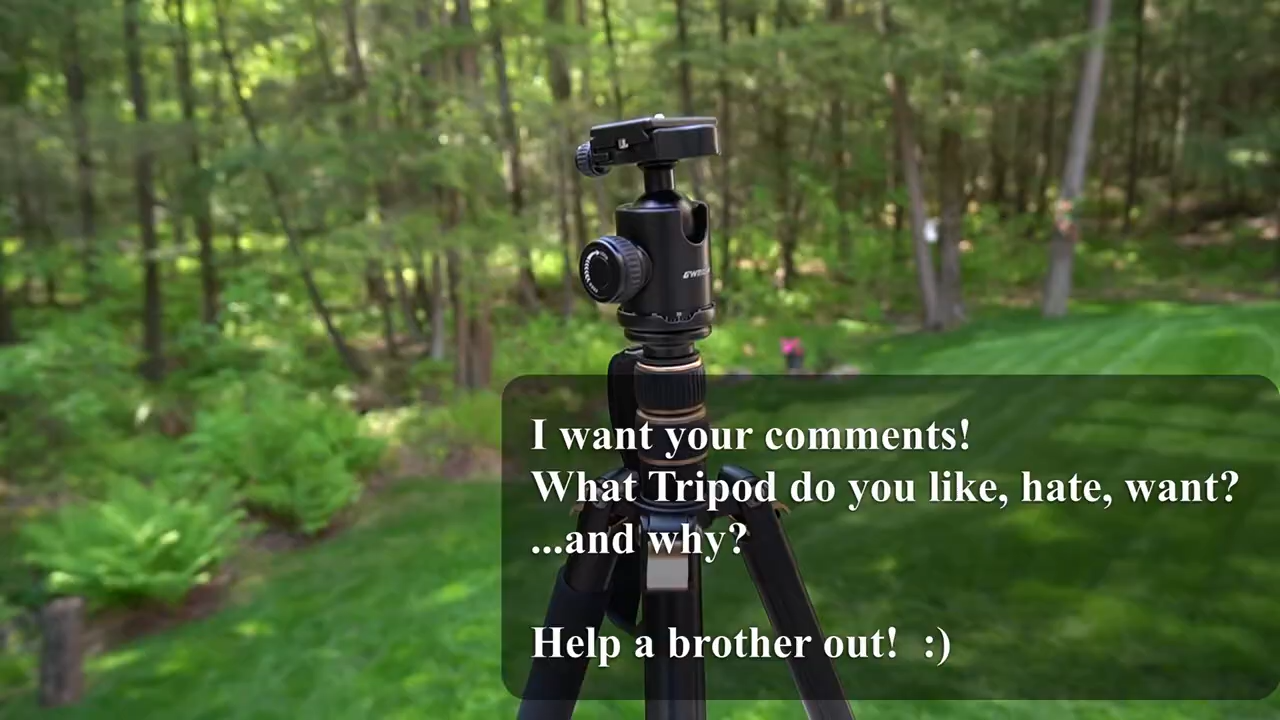 I want your comments!
What Tripod do you like, hate, want?
...and why?
Help a brother out!  :)